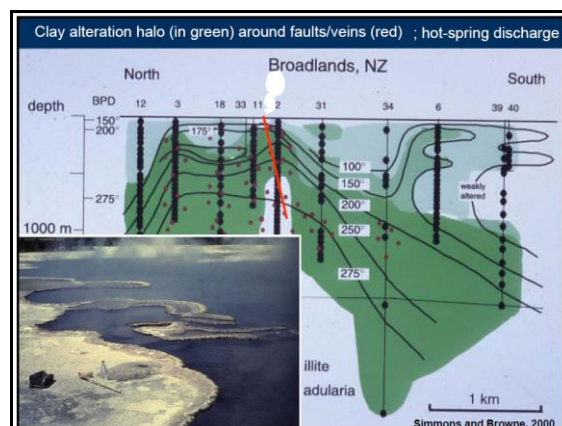 Clay alteration halo (in green) around faults/veins (red) ; hot-spring discharge
Broadlands, NZ
North
South
depth
BPD
12
3
18
33
11
2
31
34
6
39
40
150°
200°
175°
100°
150°
200°
250°
275°
275°
weakly
altered
1000 m
illite
adularia
1 km
Simmons and Browne, 2000